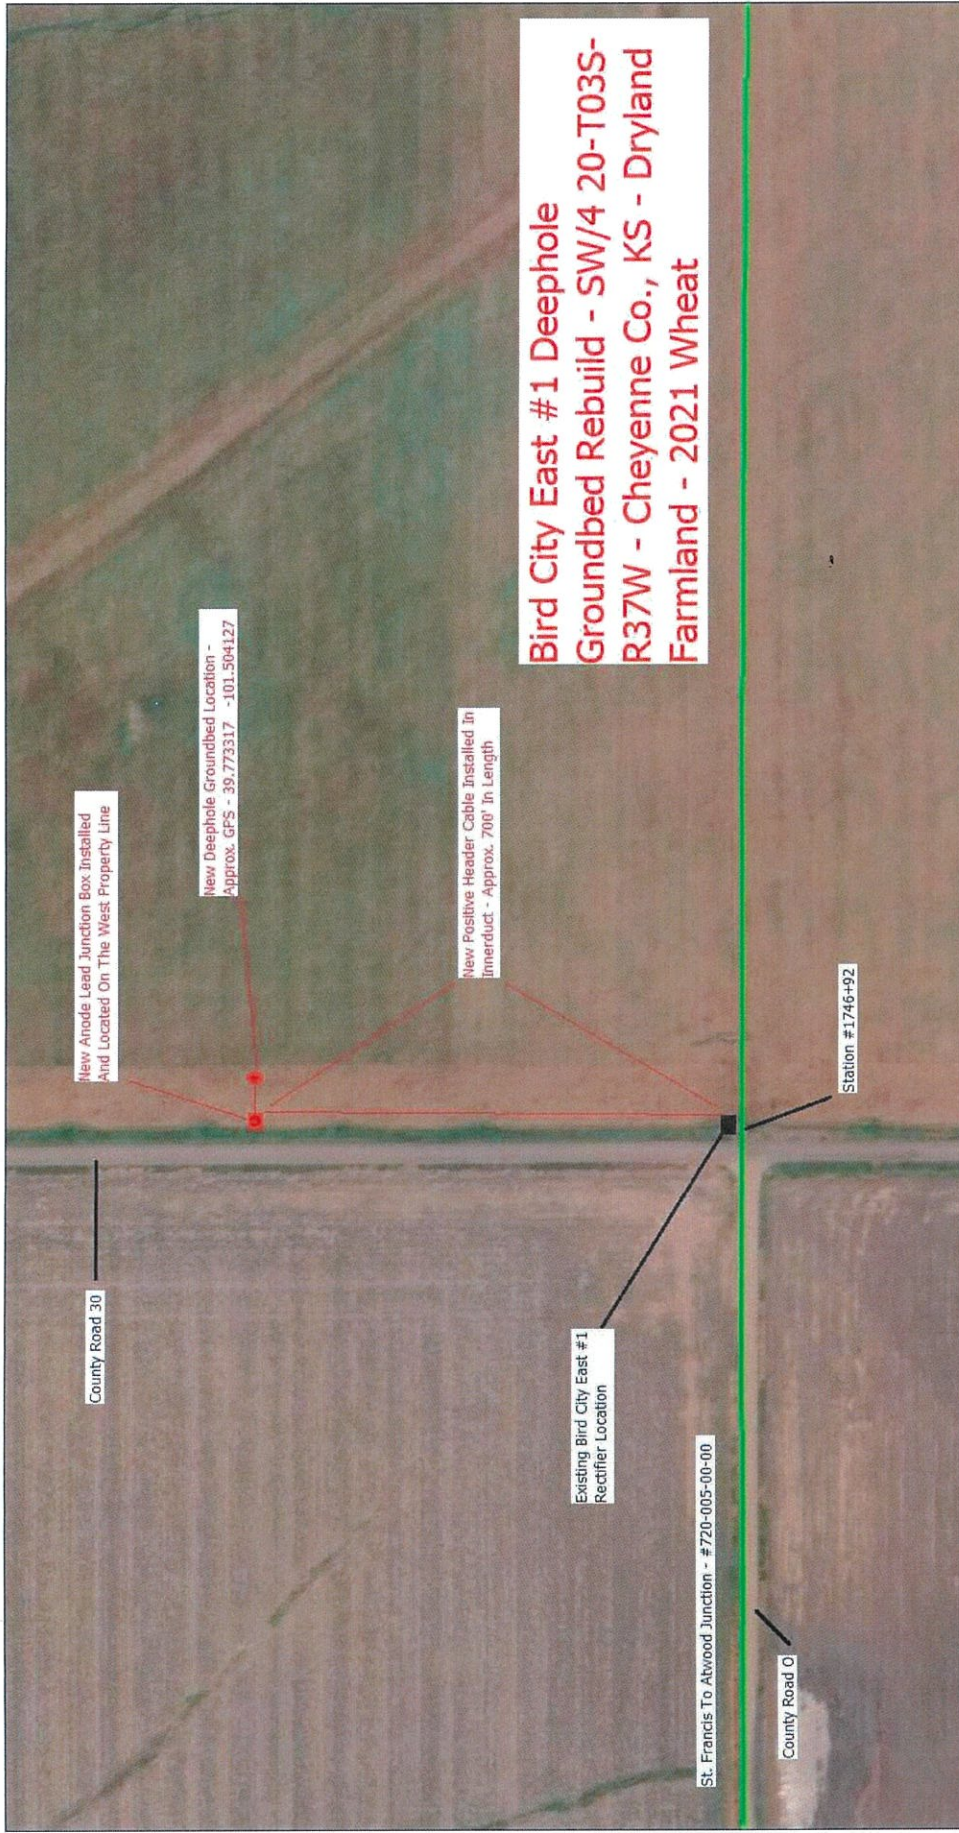 New Anode Lead Junction Box Installed
And Located On The West Property Line
County Road 30
New Deephole Groundbed Location -
Approx. GPS - 39.773317 -101.504127
New Positive Header Cable Installed In
Innerduct - Approx. 700' In Length
Bird City East #1 Deephole
Groundbed Rebuild - SW/4 20-T03S-
R37W - Cheyenne Co., KS - Dryland
Farmland - 2021 Wheat
Existing Bird City East #1
Rectifier Location
St. Francis To Atwood Junction - #720-005-00-00
County Road O
Station #1746+92